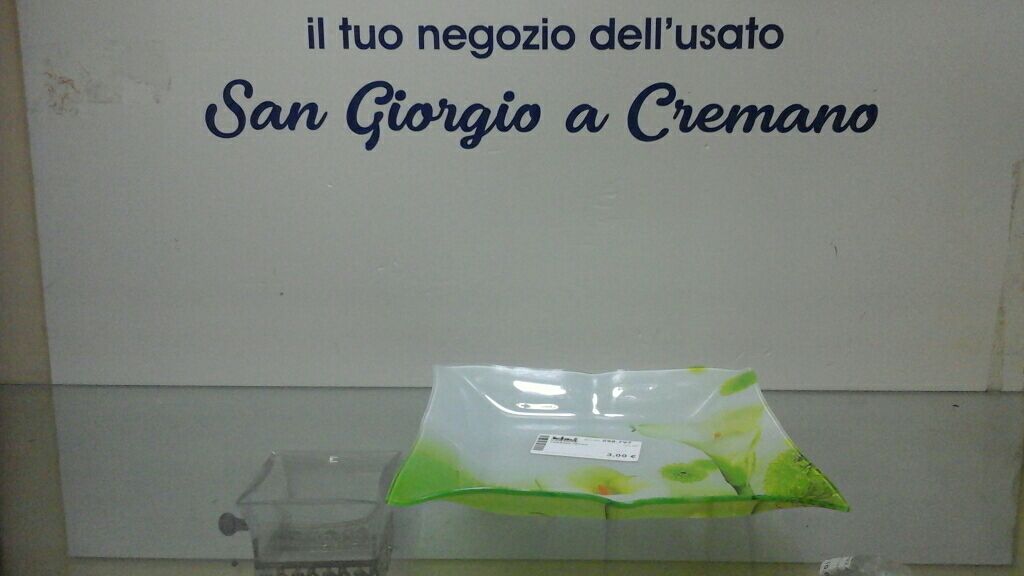 il tuo negozio dell'usato
San Giorgio a Cremano
3,00 €